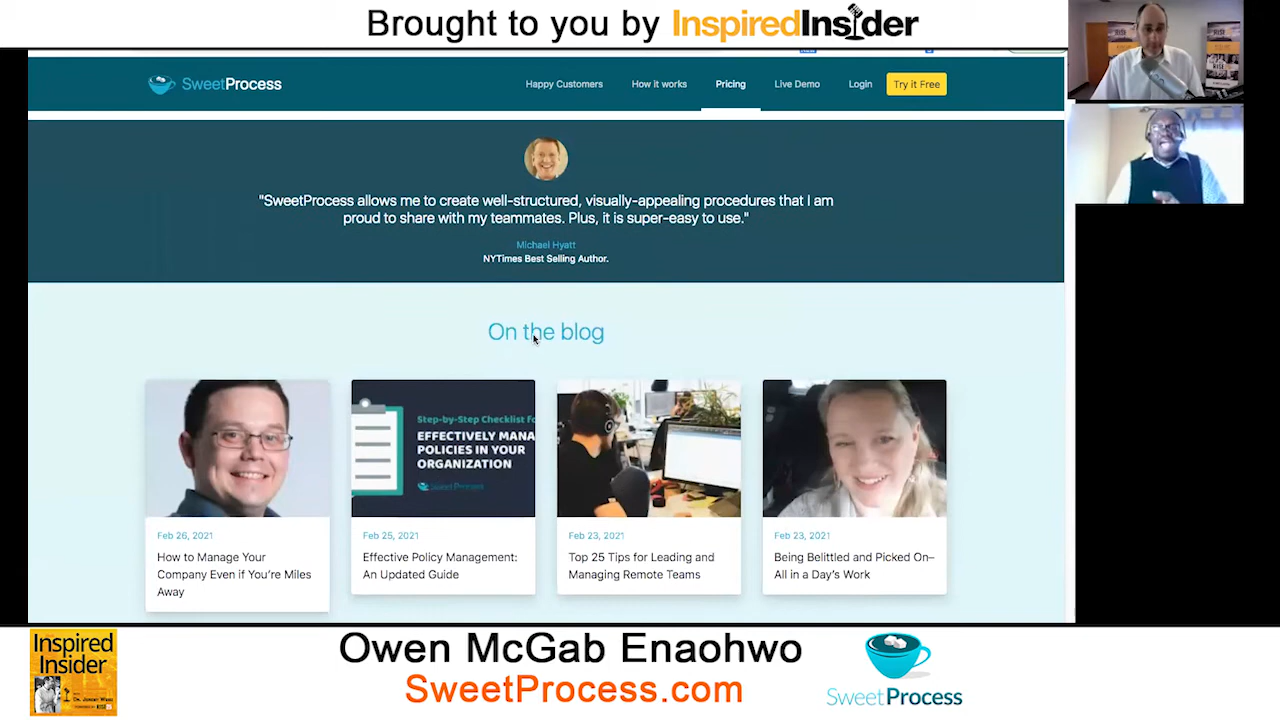 Brought to you by InspiredInsider
SweetProcess
Happy Customers
How it works
Pricing
Live Demo
Login
Try it Free
"SweetProcess allows me to create well-structured, visually-appealing procedures that I am
proud to share with my teammates. Plus, it is super-easy to use."
Michael Hyatt
NYTimes Best Selling Author.
On the blog
Step-by-Step Checklist Fo
EFFECTIVELY MANA
POLICIES IN YOUR
ORGANIZATION
SweetProcess
Feb 26, 2021
How to Manage Your
Company Even if You're Miles
Away
Feb 25, 2021
Effective Policy Management:
An Updated Guide
Feb 23, 2021
Top 25 Tips for Leading and
Managing Remote Teams
Feb 23, 2021
Being Belittled and Picked On–
All in a Day's Work
Inspired
Insider
Owen McGab Enaohwo
SweetProcess.com
SweetProcess